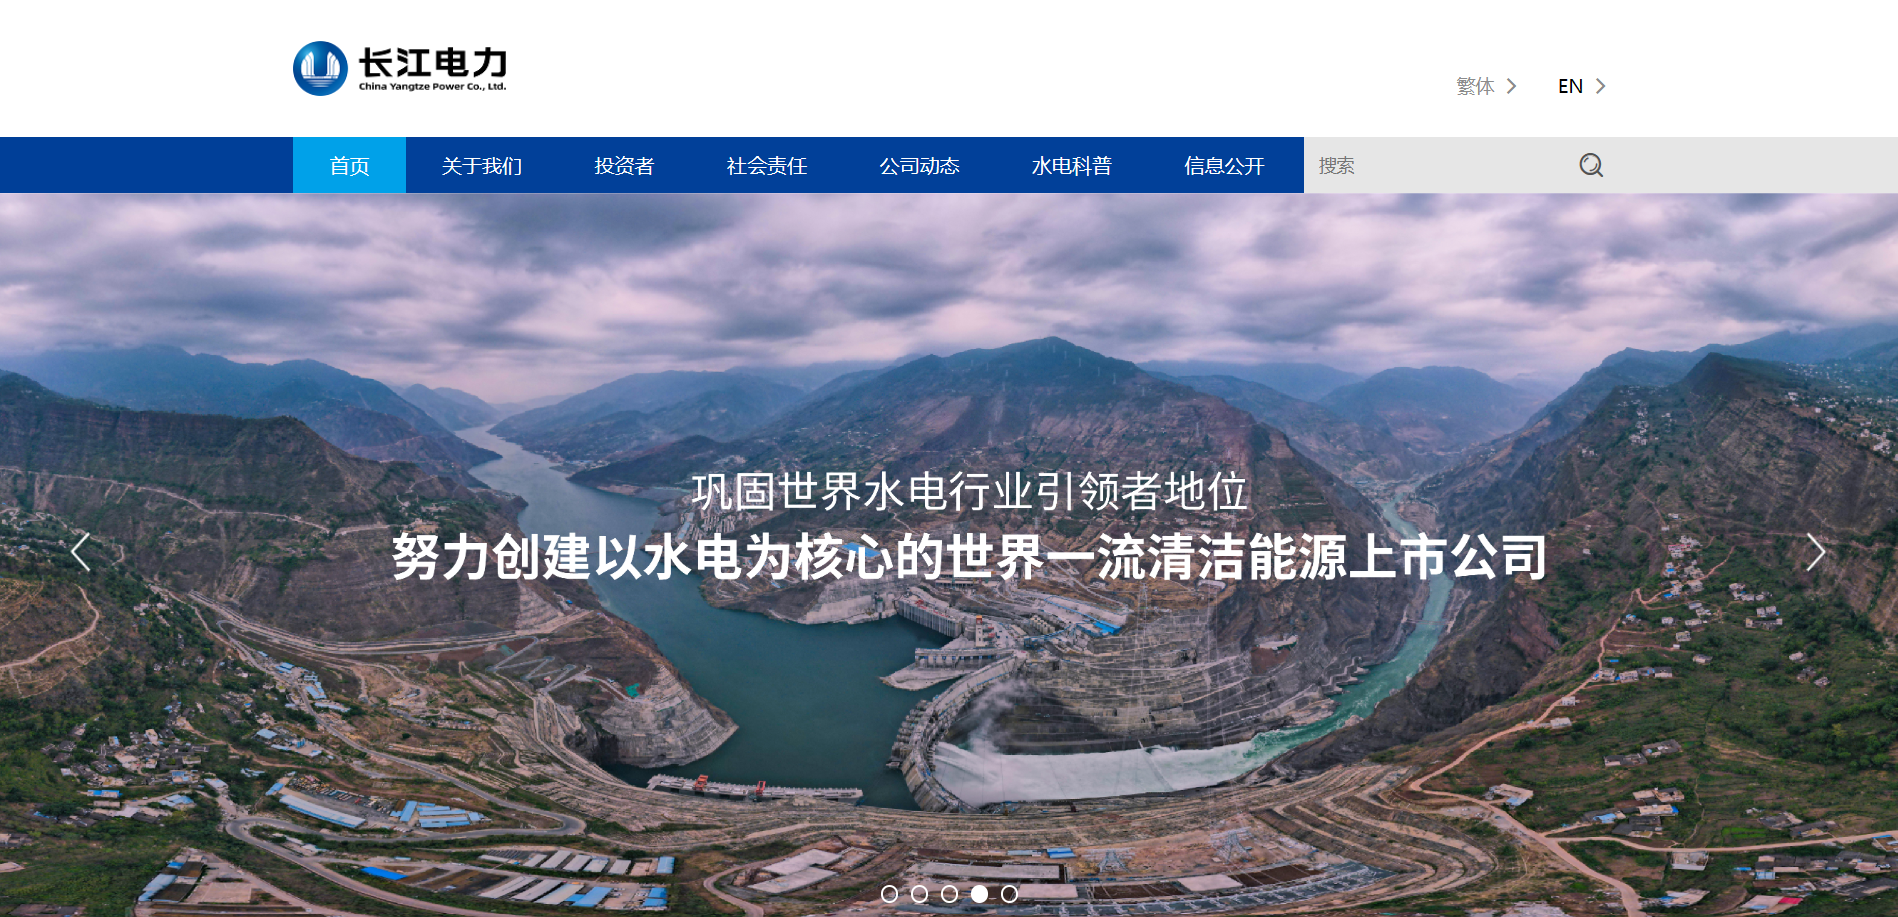 长江电力
China Yangtze Power Co., Ltd.
繁体
EN
首页
关于我们
投资者
社会责任
公司动态
水电科普
信息公开
搜索
巩固世界水电行业引领者地位
努力创建以水电为核心的世界一流清洁能源上市公司